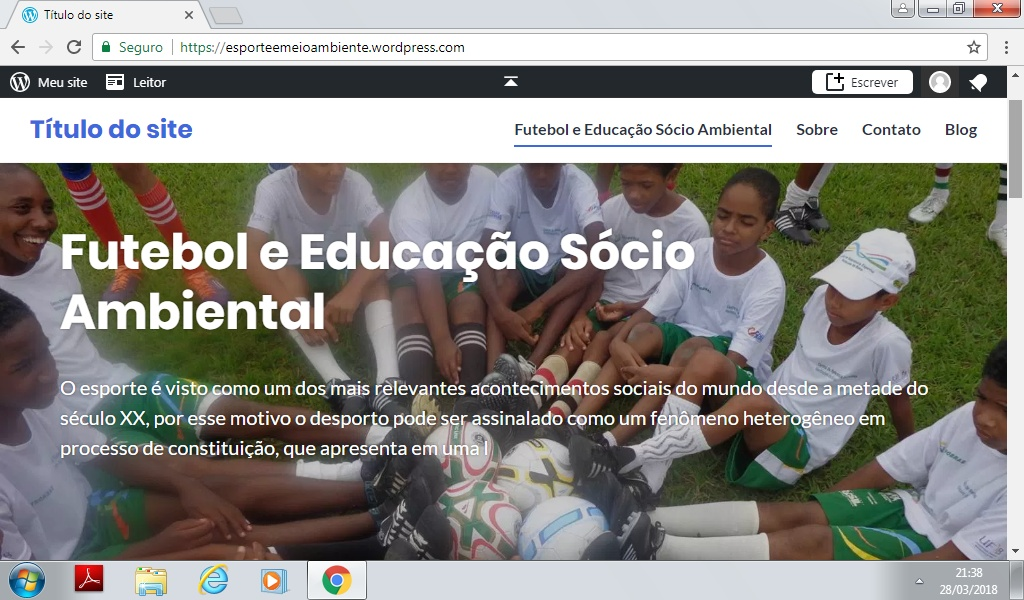 Título do site
Seguro
https://esporteemeioambiente.wordpress.com
Meu site
Leitor
Escrever
Título do site
Futebol e Educação Sócio Ambiental
Sobre
Contato
Blog
Futebol e Educação Sócio
Ambiental
O esporte é visto como um dos mais relevantes acontecimentos sociais do mundo desde a metade do
século XX, por esse motivo o desporto pode ser assinalado como um fenômeno heterogêneo em
processo de constituição, que apresenta em uma l
21:38
28/03/2018